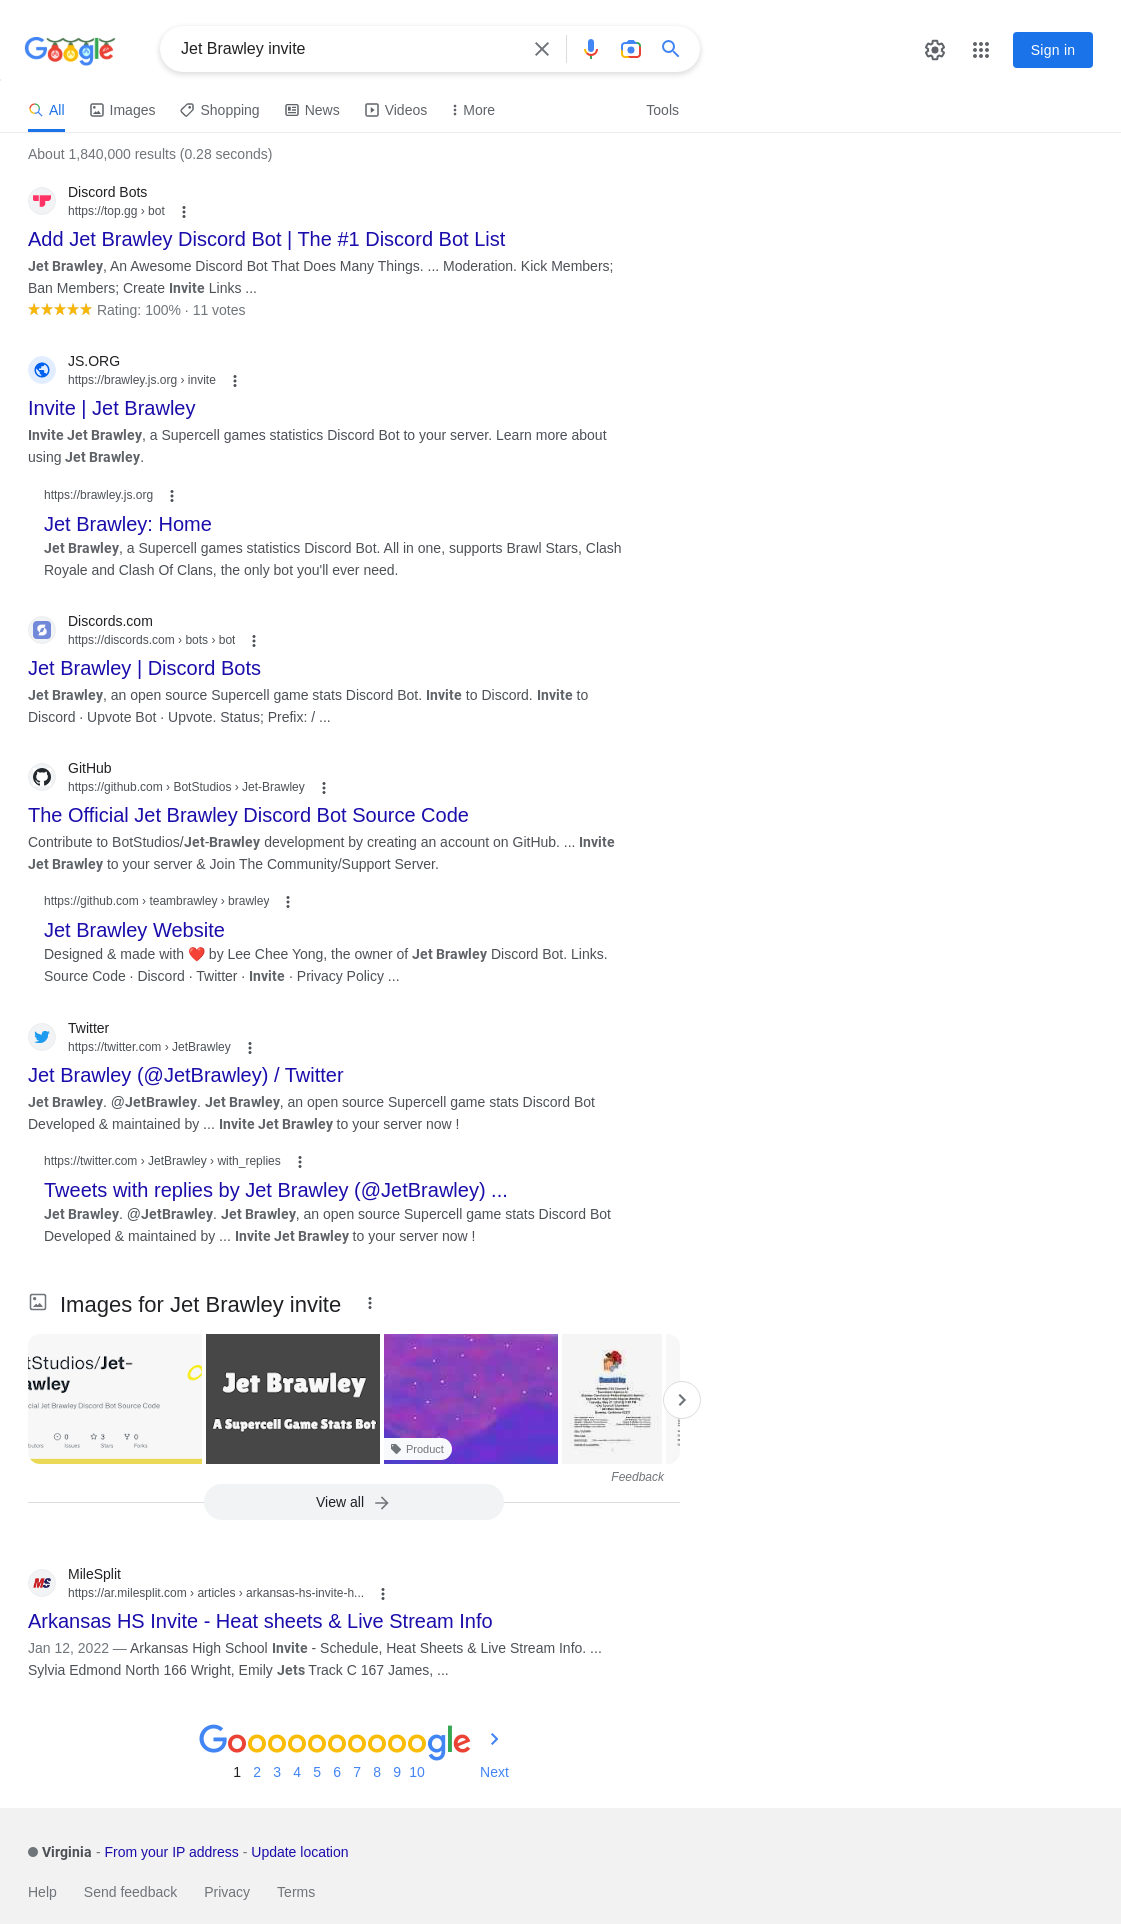 Google
Jet Brawley invite
Sign in
All
Images
Shopping
News
Videos
More
Tools
About 1,840,000 results (0.28 seconds)
Discord Bots
https://top.gg › bot
Add Jet Brawley Discord Bot | The #1 Discord Bot List
Jet Brawley, An Awesome Discord Bot That Does Many Things. ... Moderation. Kick Members;
Ban Members; Create Invite Links ...
Rating: 100% · 11 votes
JS.ORG
https://brawley.js.org › invite
Invite | Jet Brawley
Invite Jet Brawley, a Supercell games statistics Discord Bot to your server. Learn more about
using Jet Brawley.
https://brawley.js.org
Jet Brawley: Home
Jet Brawley, a Supercell games statistics Discord Bot. All in one, supports Brawl Stars, Clash
Royale and Clash Of Clans, the only bot you'll ever need.
Discords.com
https://discords.com › bots › bot
Jet Brawley | Discord Bots
Jet Brawley, an open source Supercell game stats Discord Bot. Invite to Discord. Invite to
Discord · Upvote Bot · Upvote. Status; Prefix: / ...
GitHub
https://github.com › BotStudios › Jet-Brawley
The Official Jet Brawley Discord Bot Source Code
Contribute to BotStudios/Jet-Brawley development by creating an account on GitHub. ... Invite
Jet Brawley to your server & Join The Community/Support Server.
https://github.com › teambrawley › brawley
Jet Brawley Website
Designed & made with ❤️ by Lee Chee Yong, the owner of Jet Brawley Discord Bot. Links.
Source Code · Discord · Twitter · Invite · Privacy Policy ...
Twitter
https://twitter.com › JetBrawley
Jet Brawley (@JetBrawley) / Twitter
Jet Brawley. @JetBrawley. Jet Brawley, an open source Supercell game stats Discord Bot
Developed & maintained by ... Invite Jet Brawley to your server now !
https://twitter.com › JetBrawley › with_replies
Tweets with replies by Jet Brawley (@JetBrawley) ...
Jet Brawley. @JetBrawley. Jet Brawley, an open source Supercell game stats Discord Bot
Developed & maintained by ... Invite Jet Brawley to your server now !
Images for Jet Brawley invite
tStudios/Jet-
awley
cial Jet Brawley Discord Bot Source Code
0 3 0
butors Issues Stars Forks
Jet Brawley
A Supercell Game Stats Bot
Product
Feedback
View all
MS
MileSplit
https://ar.milesplit.com › articles › arkansas-hs-invite-h...
Arkansas HS Invite - Heat sheets & Live Stream Info
Jan 12, 2022 — Arkansas High School Invite - Schedule, Heat Sheets & Live Stream Info. ...
Sylvia Edmond North 166 Wright, Emily Jets Track C 167 James, ...
Goooooooooogle
1 2 3 4 5 6 7 8 9 10 Next
Virginia - From your IP address - Update location
Help
Send feedback
Privacy
Terms